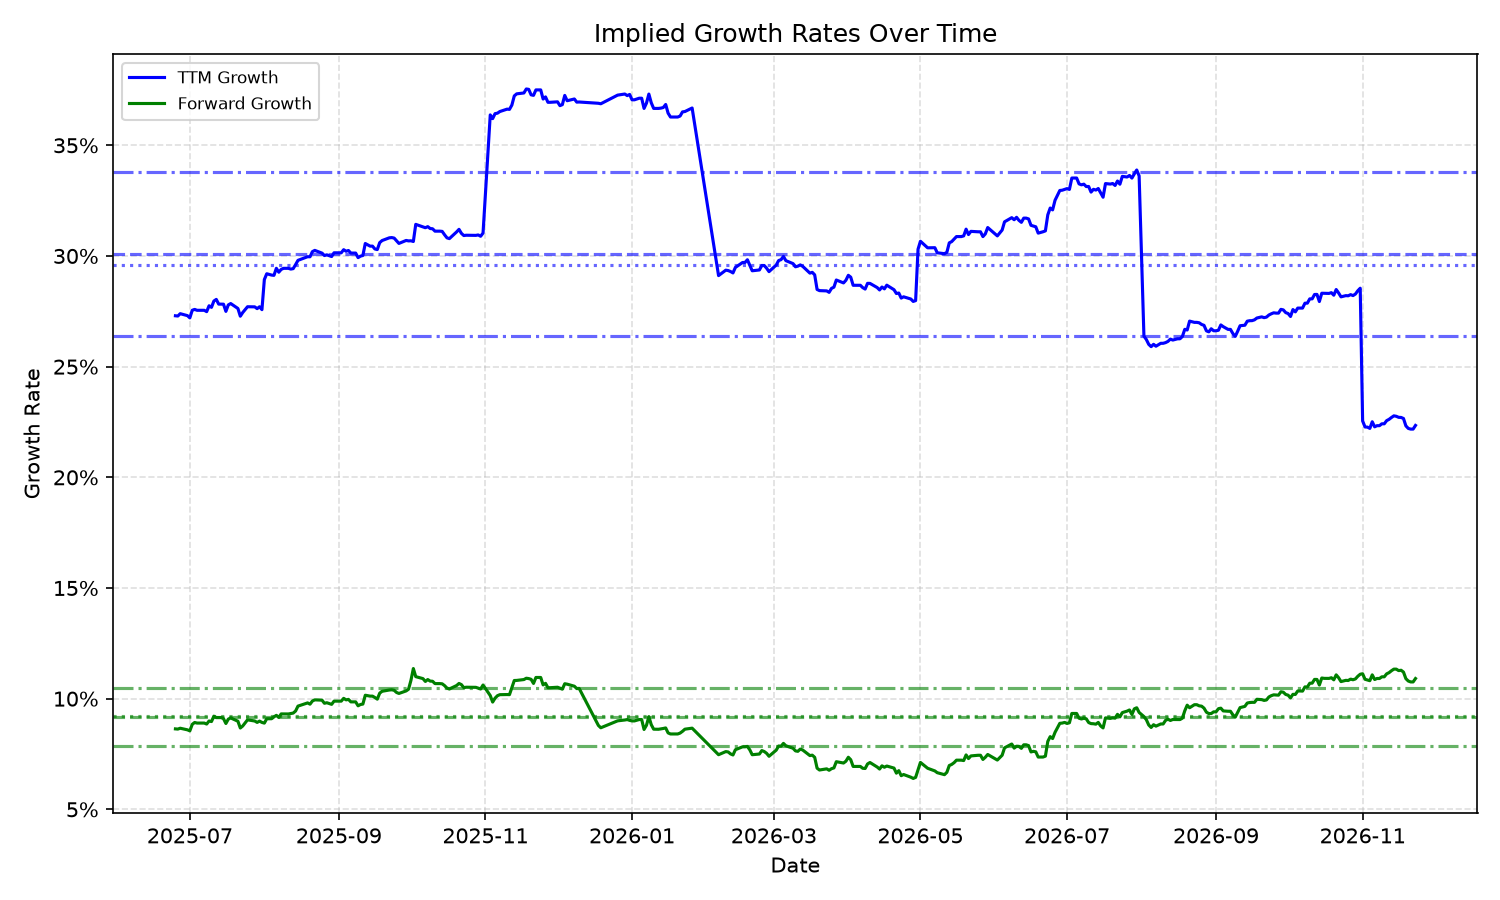 Implied Growth Rates Over Time
TTM Growth
Forward Growth
35%
30%
25%
20%
15%
10%
5%
Growth Rate
2025-07 2025-09 2025-11 2026-01 2026-03 2026-05 2026-07 2026-09 2026-11
Date